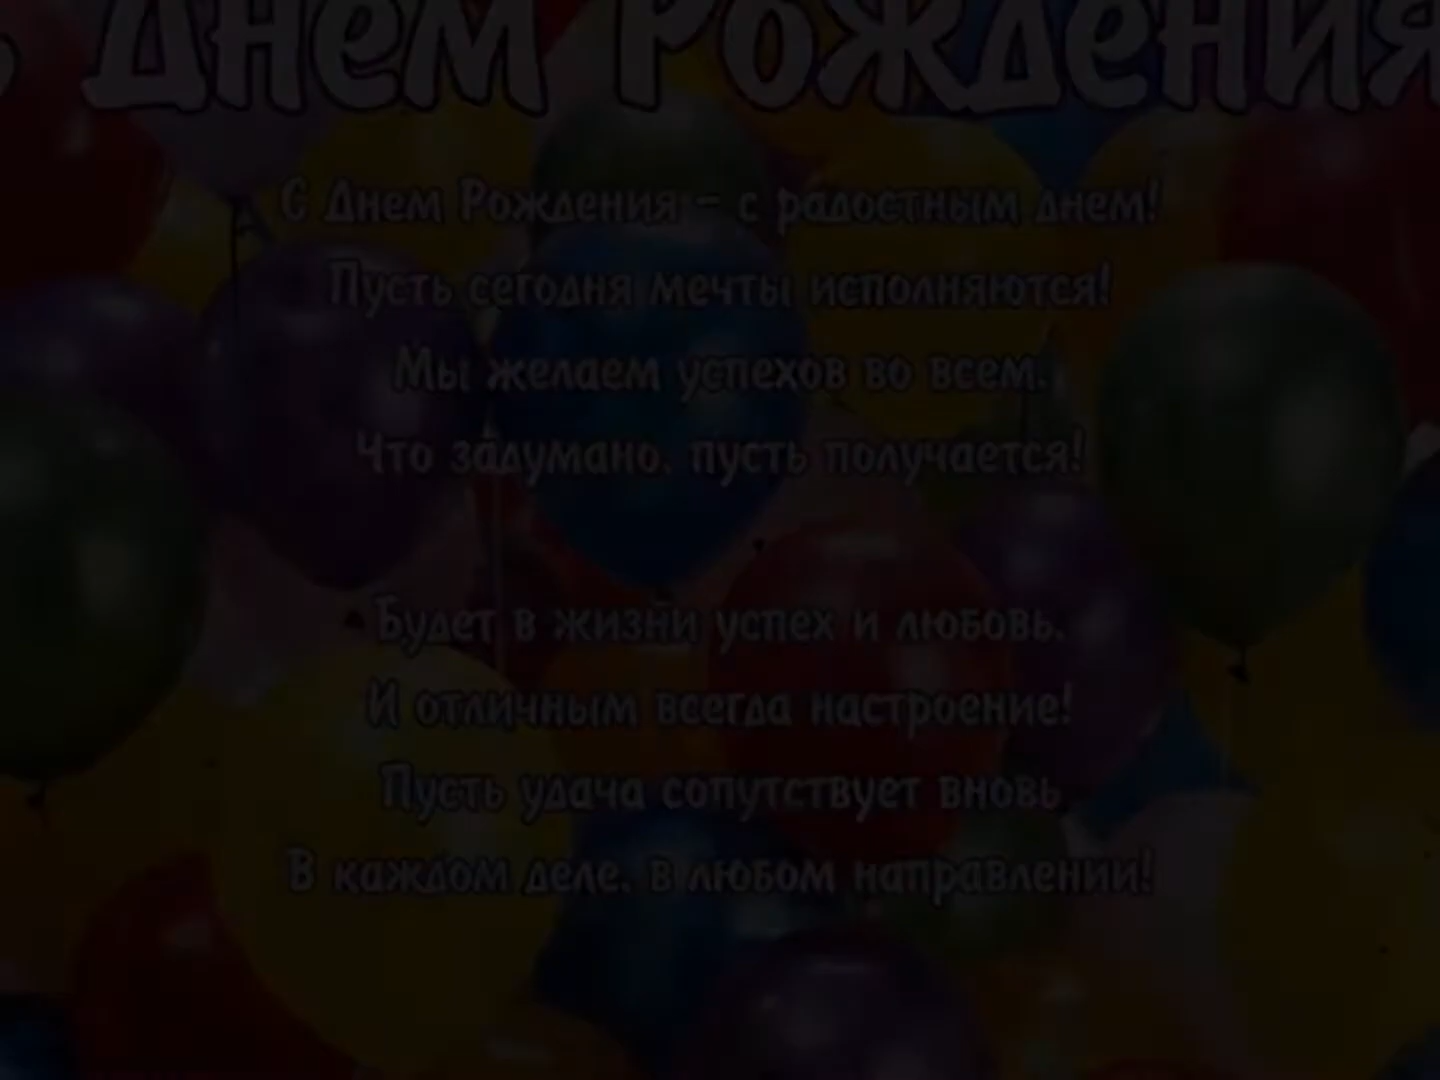 с Днем Рождения
С Днем Рождения – с радостным днем!
Пусть сегодня мечты исполняются!
Мы желаем успехов во всем,
Что задумано, пусть получается!
Будет в жизни успех и любовь,
И отличным всегда настроение!
Пусть удача сопутствует вновь
В каждом деле, в любом направлении!